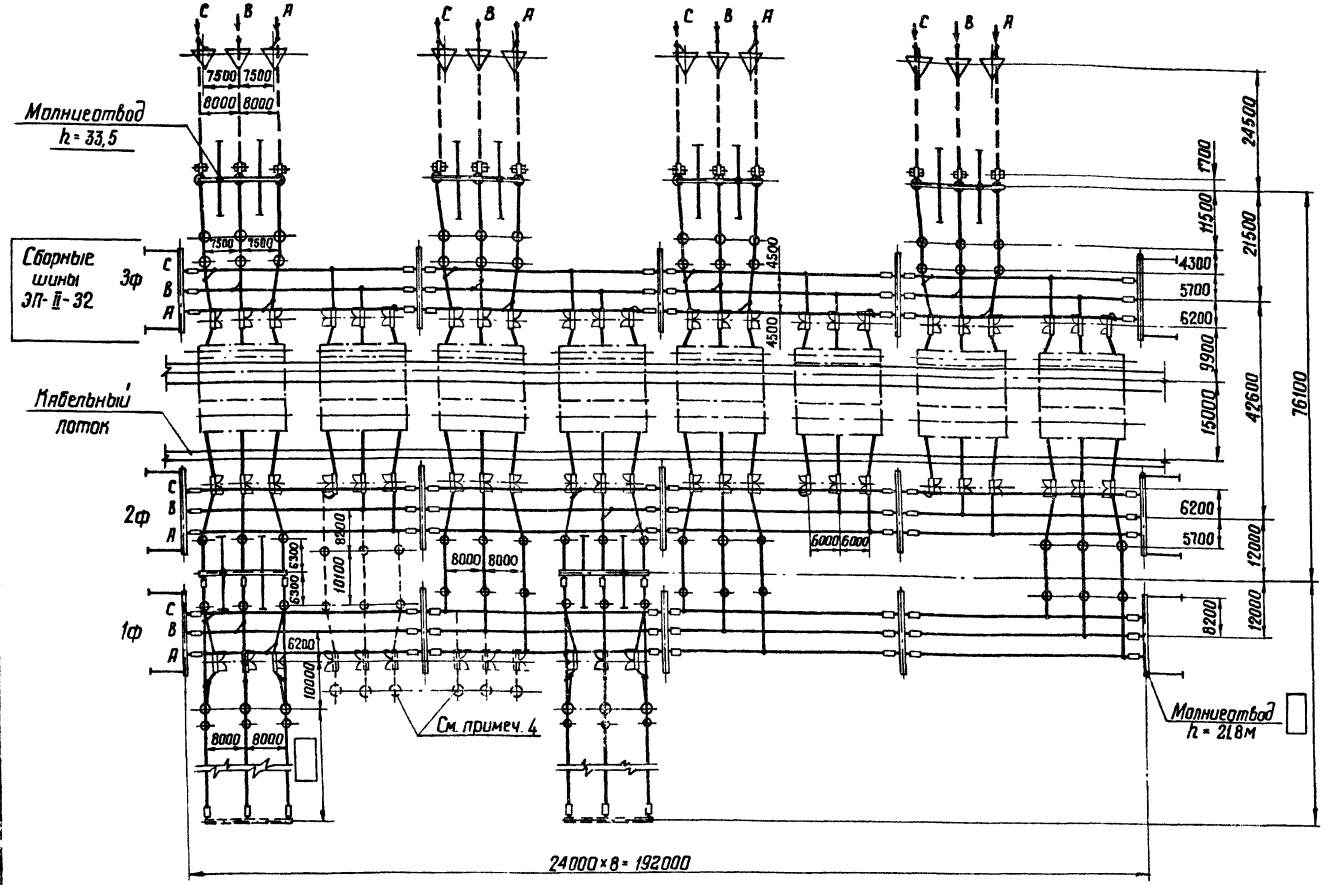 C B A
C B A
C B A
C B A
7500 7500
8000 8000
Молниеотвод
h = 33,5
24500
1700
11500
21500
7500 7500
Сборные
шины
ЭП-II-32
3ф
C
B
A
4500
4500
4300
5700
6200
9900
15000
42600
76100
Кабельный
лоток
2ф
C
B
A
8200
10100
6300
6300
8000 8000
6000 6000
6200
5700
12000
12000
8200
1ф
C
B
A
6200
10000
См. примеч. 4
8000 8000
Молниеотвод
h = 21,8м
24000×8 = 192000